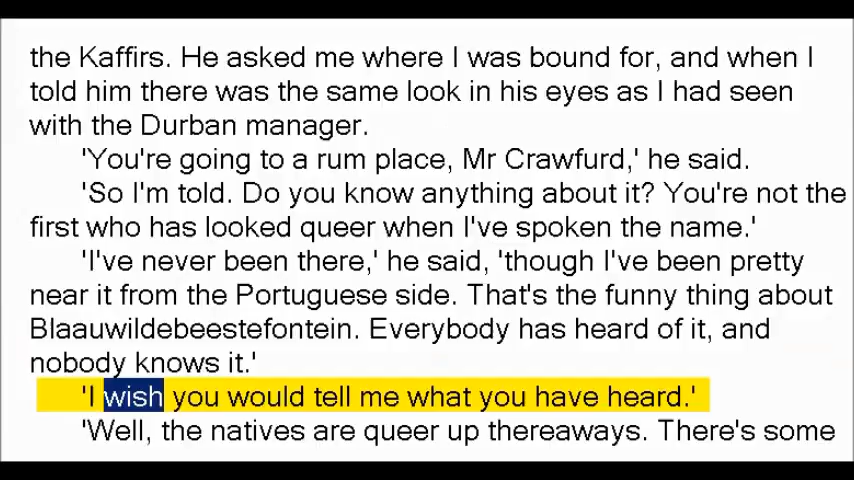 the Kaffirs. He asked me where I was bound for, and when I
told him there was the same look in his eyes as I had seen
with the Durban manager.
'You're going to a rum place, Mr Crawfurd,' he said.
'So I'm told. Do you know anything about it? You're not the
first who has looked queer when I've spoken the name.'
'I've never been there,' he said, 'though I've been pretty
near it from the Portuguese side. That's the funny thing about
Blaauwildebeestefontein. Everybody has heard of it, and
nobody knows it.'
'I wish you would tell me what you have heard.'
'Well, the natives are queer up thereaways. There's some